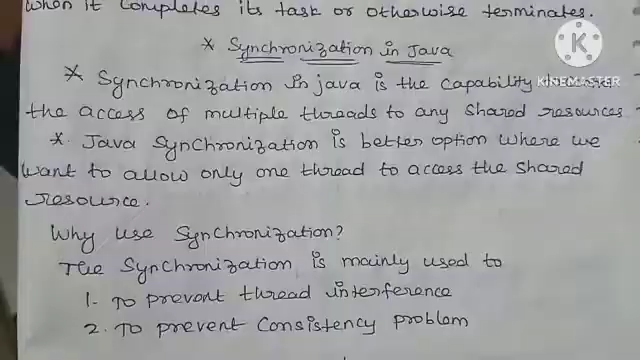 when it completes its task or otherwise terminates.
* Synchronization in Java
* Synchronization in java is the capability
the access of multiple threads to any shared resources
* Java Synchronization is better option where we
want to allow only one thread to access the shared
resource.
Why use Synchronization?
The Synchronization is mainly used to
1. To prevent thread interference
2. To prevent Consistency problem
K
KINEMASTER